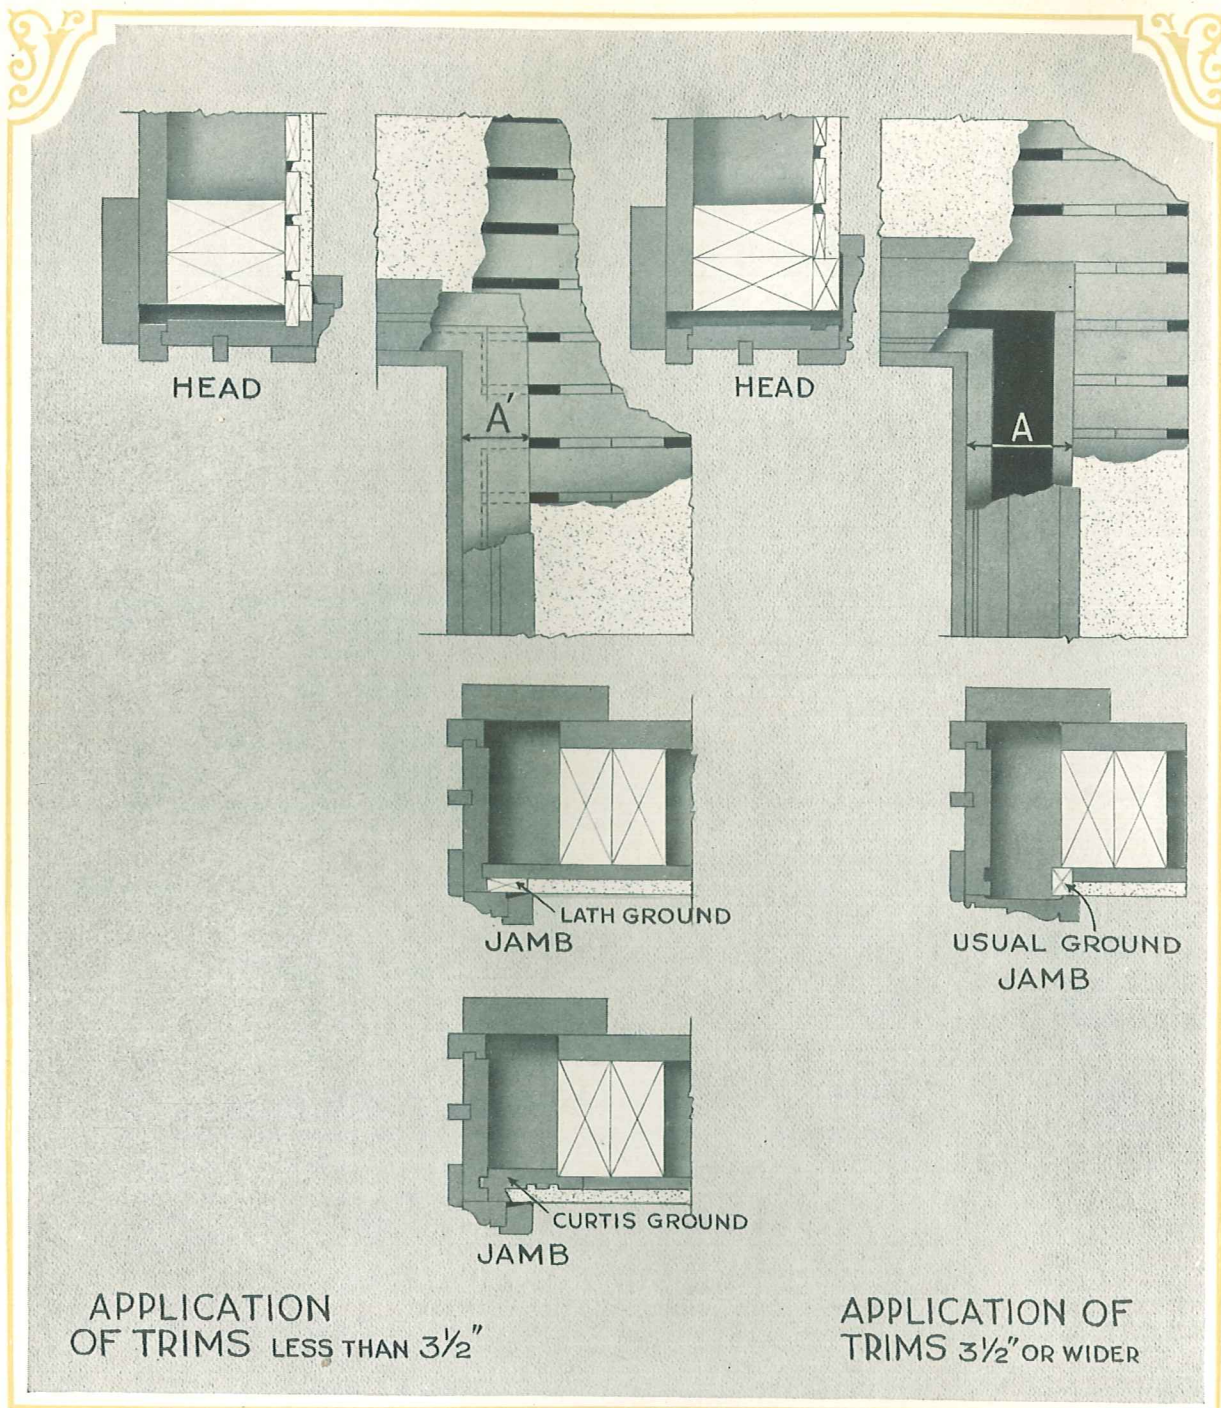 HEAD
A'
HEAD
A
LATH GROUND
JAMB
USUAL GROUND
JAMB
CURTIS GROUND
JAMB
APPLICATION
OF TRIMS LESS THAN 3½"
APPLICATION OF
TRIMS 3½" OR WIDER